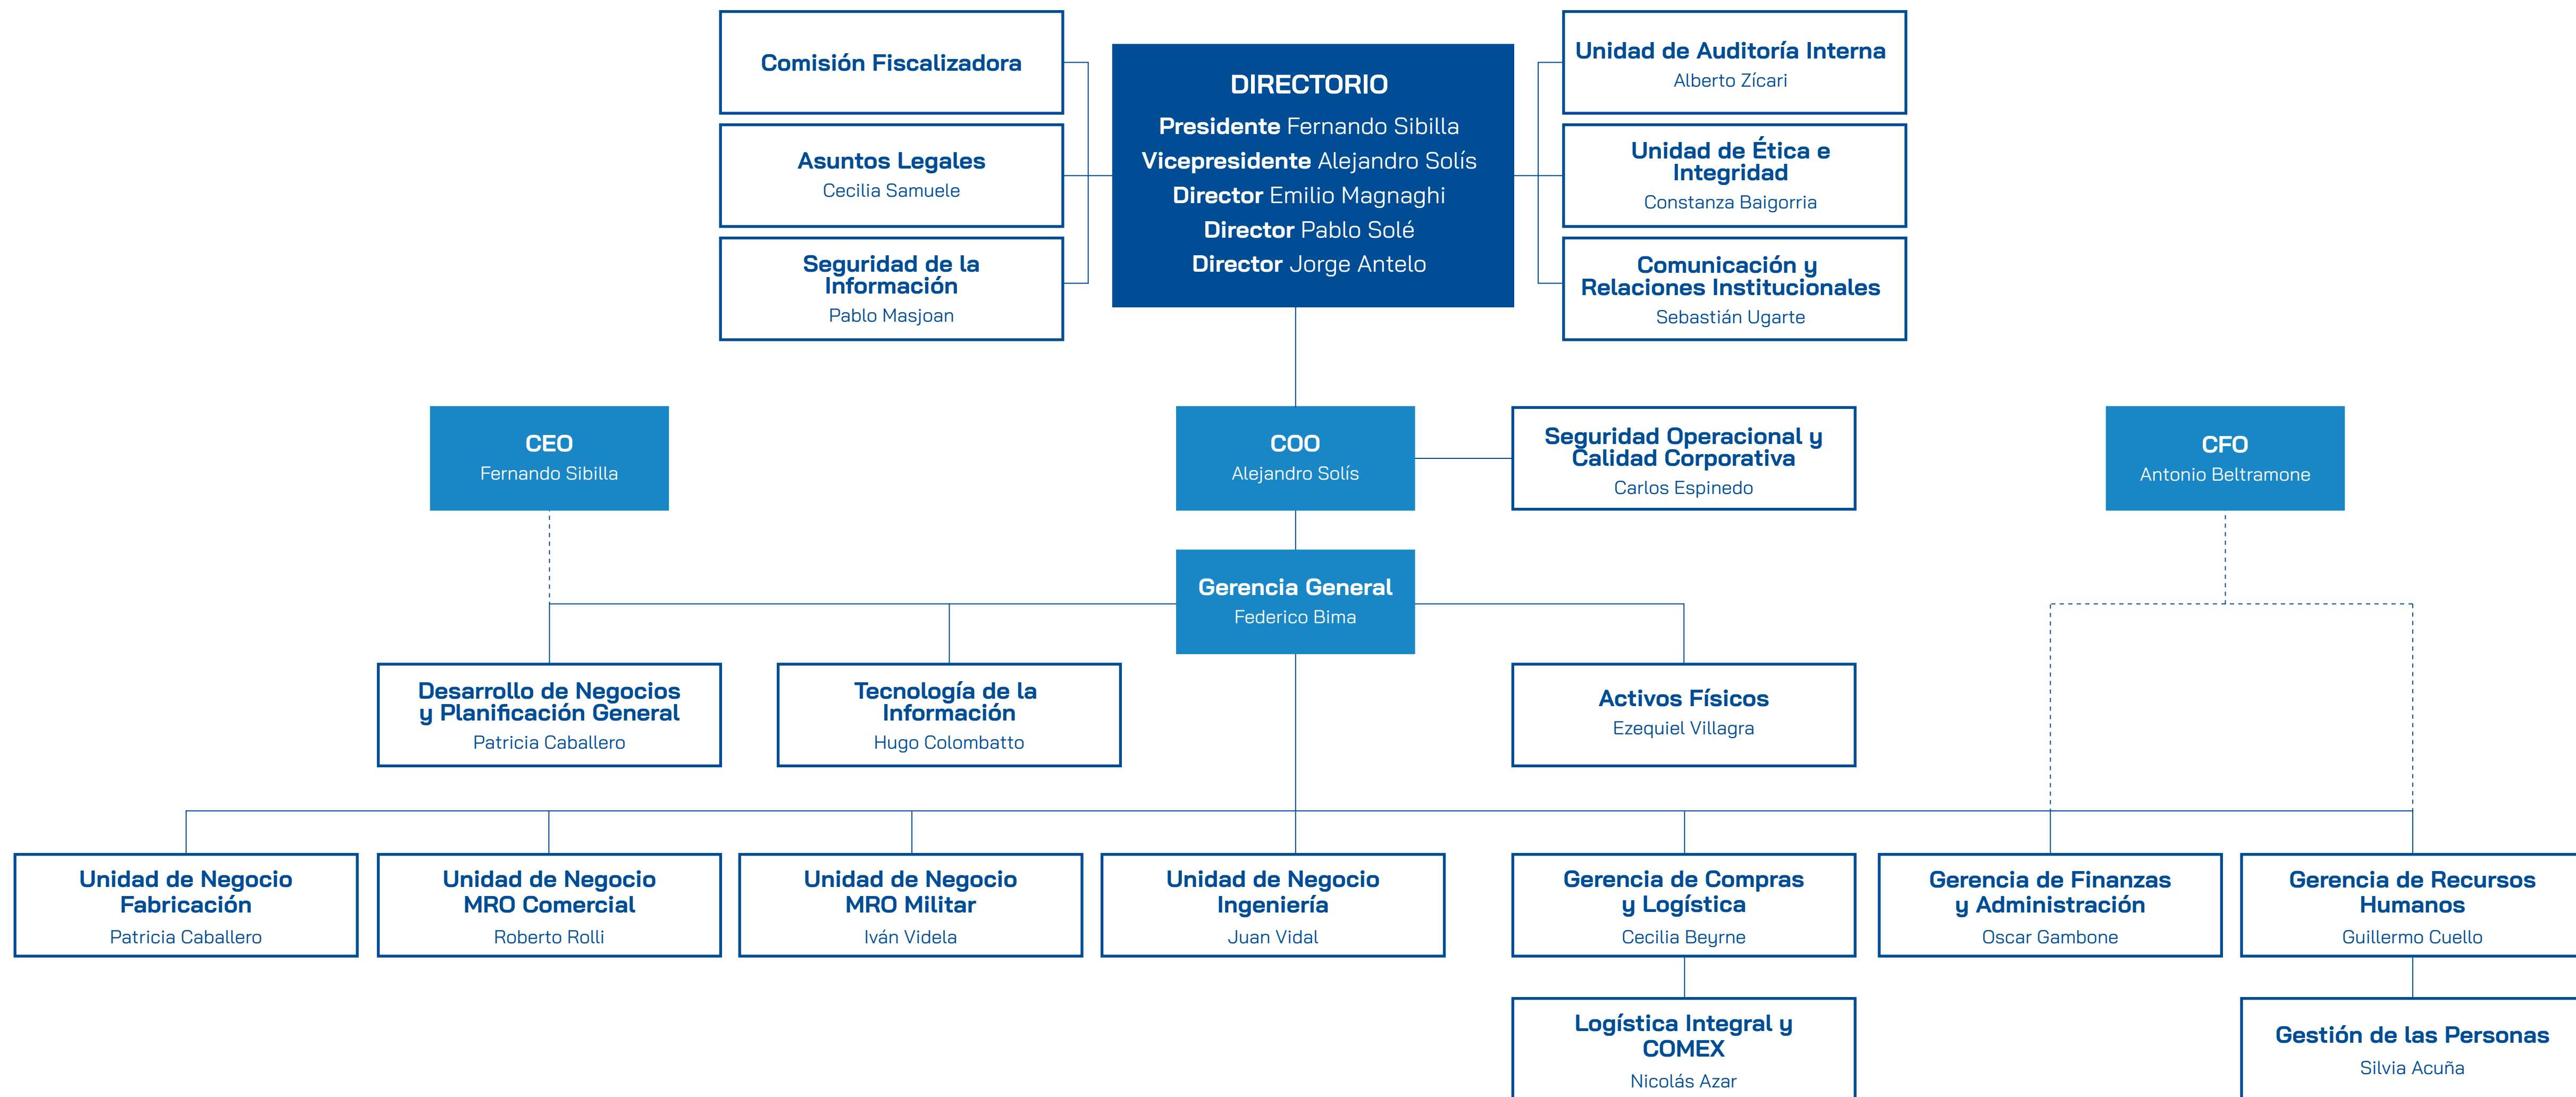 Comisión Fiscalizadora
Asuntos Legales
Cecilia Samuele
Seguridad de la
Información
Pablo Masjoan
DIRECTORIO
Presidente Fernando Sibilla
Vicepresidente Alejandro Solís
Director Emilio Magnaghi
Director Pablo Solé
Director Jorge Antelo
Unidad de Auditoría Interna
Alberto Zícari
Unidad de Ética e
Integridad
Constanza Baigorria
Comunicación y
Relaciones Institucionales
Sebastián Ugarte
CEO
Fernando Sibilla
COO
Alejandro Solís
Seguridad Operacional y
Calidad Corporativa
Carlos Espinedo
CFO
Antonio Beltramone
Gerencia General
Federico Bima
Desarrollo de Negocios
y Planificación General
Patricia Caballero
Tecnología de la
Información
Hugo Colombatto
Activos Físicos
Ezequiel Villagra
Unidad de Negocio
Fabricación
Patricia Caballero
Unidad de Negocio
MRO Comercial
Roberto Rolli
Unidad de Negocio
MRO Militar
Iván Videla
Unidad de Negocio
Ingeniería
Juan Vidal
Gerencia de Compras
y Logística
Cecilia Beyrne
Gerencia de Finanzas
y Administración
Oscar Gambone
Gerencia de Recursos
Humanos
Guillermo Cuello
Logística Integral y
COMEX
Nicolás Azar
Gestión de las Personas
Silvia Acuña